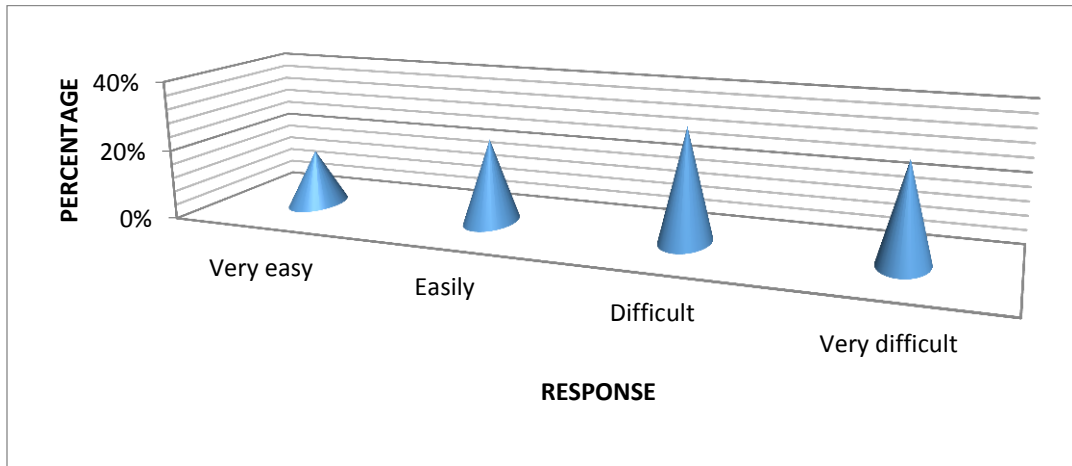 PERCENTAGE
40%
20%
0%
Very easy
Easily
Difficult
Very difficult
RESPONSE